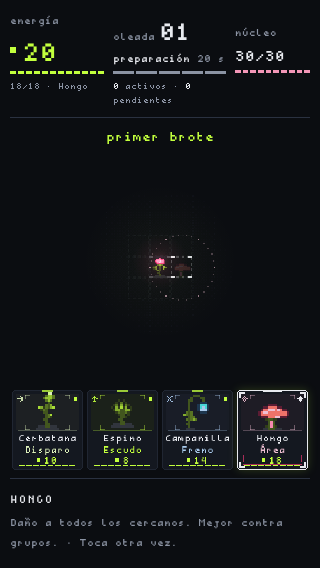 energía
20
18/18 · Hongo
oleada 01
preparación 20 s
0 activos · 0
pendientes
núcleo
30/30
primer brote
Cerbatana
Disparo
10
Espino
Escudo
8
Campanilla
Freno
14
Hongo
Área
18
HONGO
Daño a todos los cercanos. Mejor contra
grupos. · Toca otra vez.